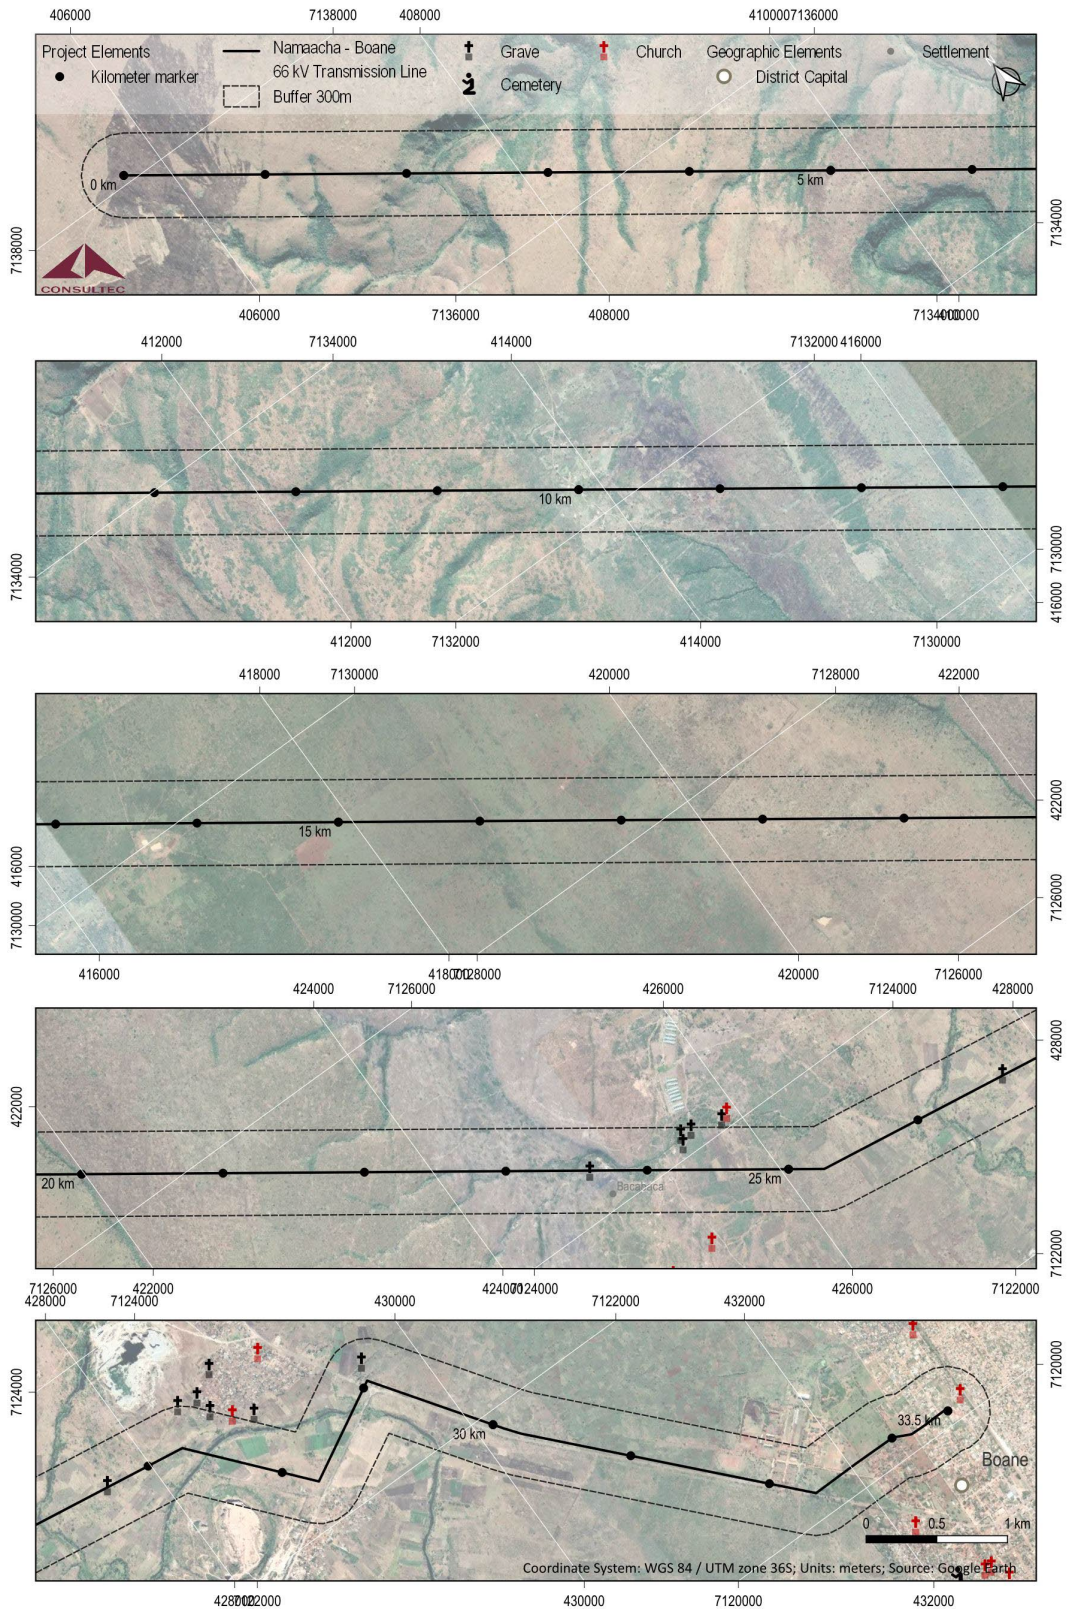 406000 7138000 408000 4100007136000
Project Elements
Kilometer marker
Namaacha - Boane
66 kV Transmission Line
Buffer 300m
Grave
Cemetery
Church
Geographic Elements
District Capital
Settlement
0 km
5 km
7138000
7134000
CONSULTEC
406000 7136000 408000 7134000410000
412000 7134000 414000 7132000 416000
10 km
7134000
7130000
416000
412000 7132000 414000 7130000
418000 7130000 420000 7128000 422000
15 km
422000
416000
7130000
7126000
416000 4180007128000 420000 7126000
424000 7126000 426000 7124000 428000
428000
422000
20 km
25 km
Bacabaca
7122000
7126000 422000 4240007124000 426000 7122000
428000 7124000 430000 7122000 432000
7120000
7124000
30 km
33.5 km
Boane
0 0.5 1 km
Coordinate System: WGS 84 / UTM zone 36S; Units: meters; Source: Google Earth
4280007122000 430000 7120000 432000